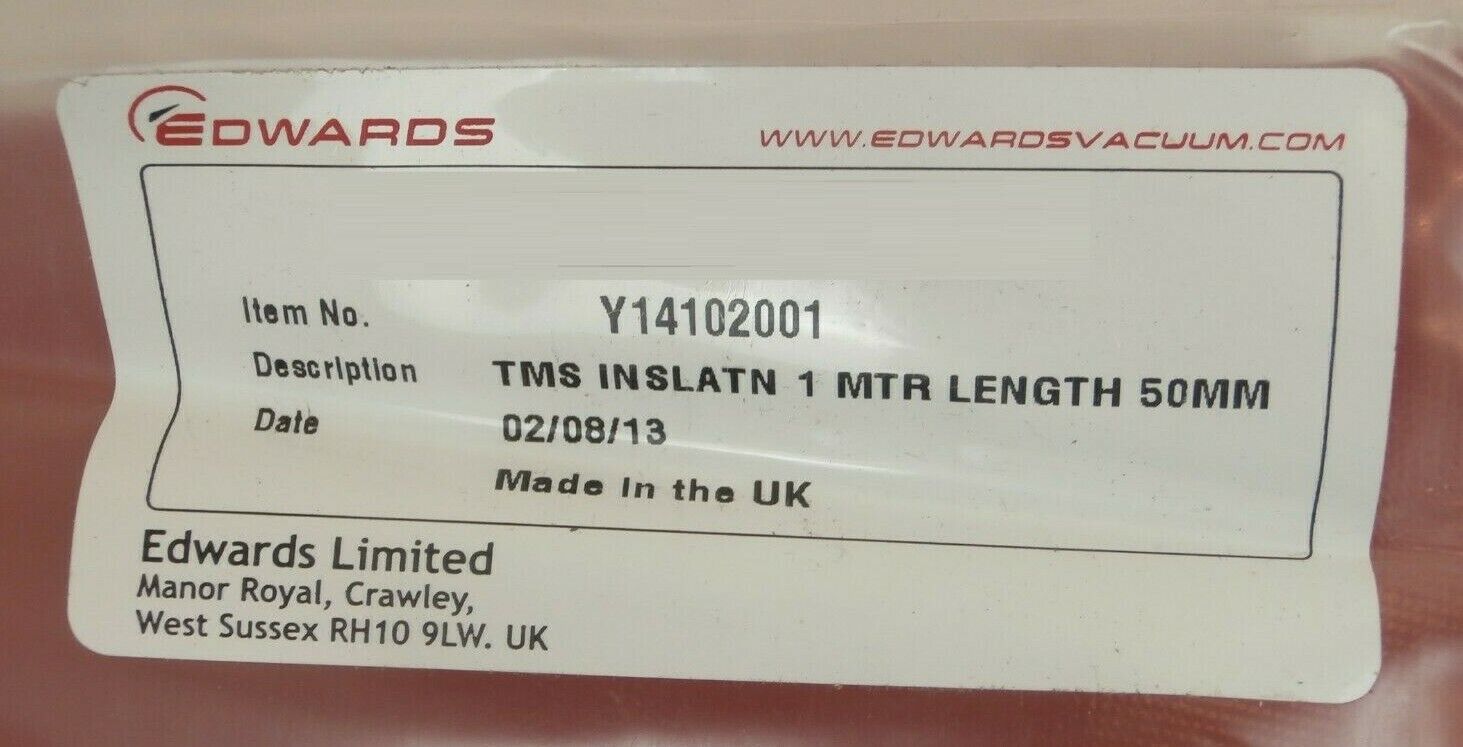 EDWARDS
WWW.EDWARDSVACUUM.COM
Item No. Y14102001
Description TMS INSLATN 1 MTR LENGTH 50MM
Date 02/08/13
Made in the UK
Edwards Limited
Manor Royal, Crawley,
West Sussex RH10 9LW. UK